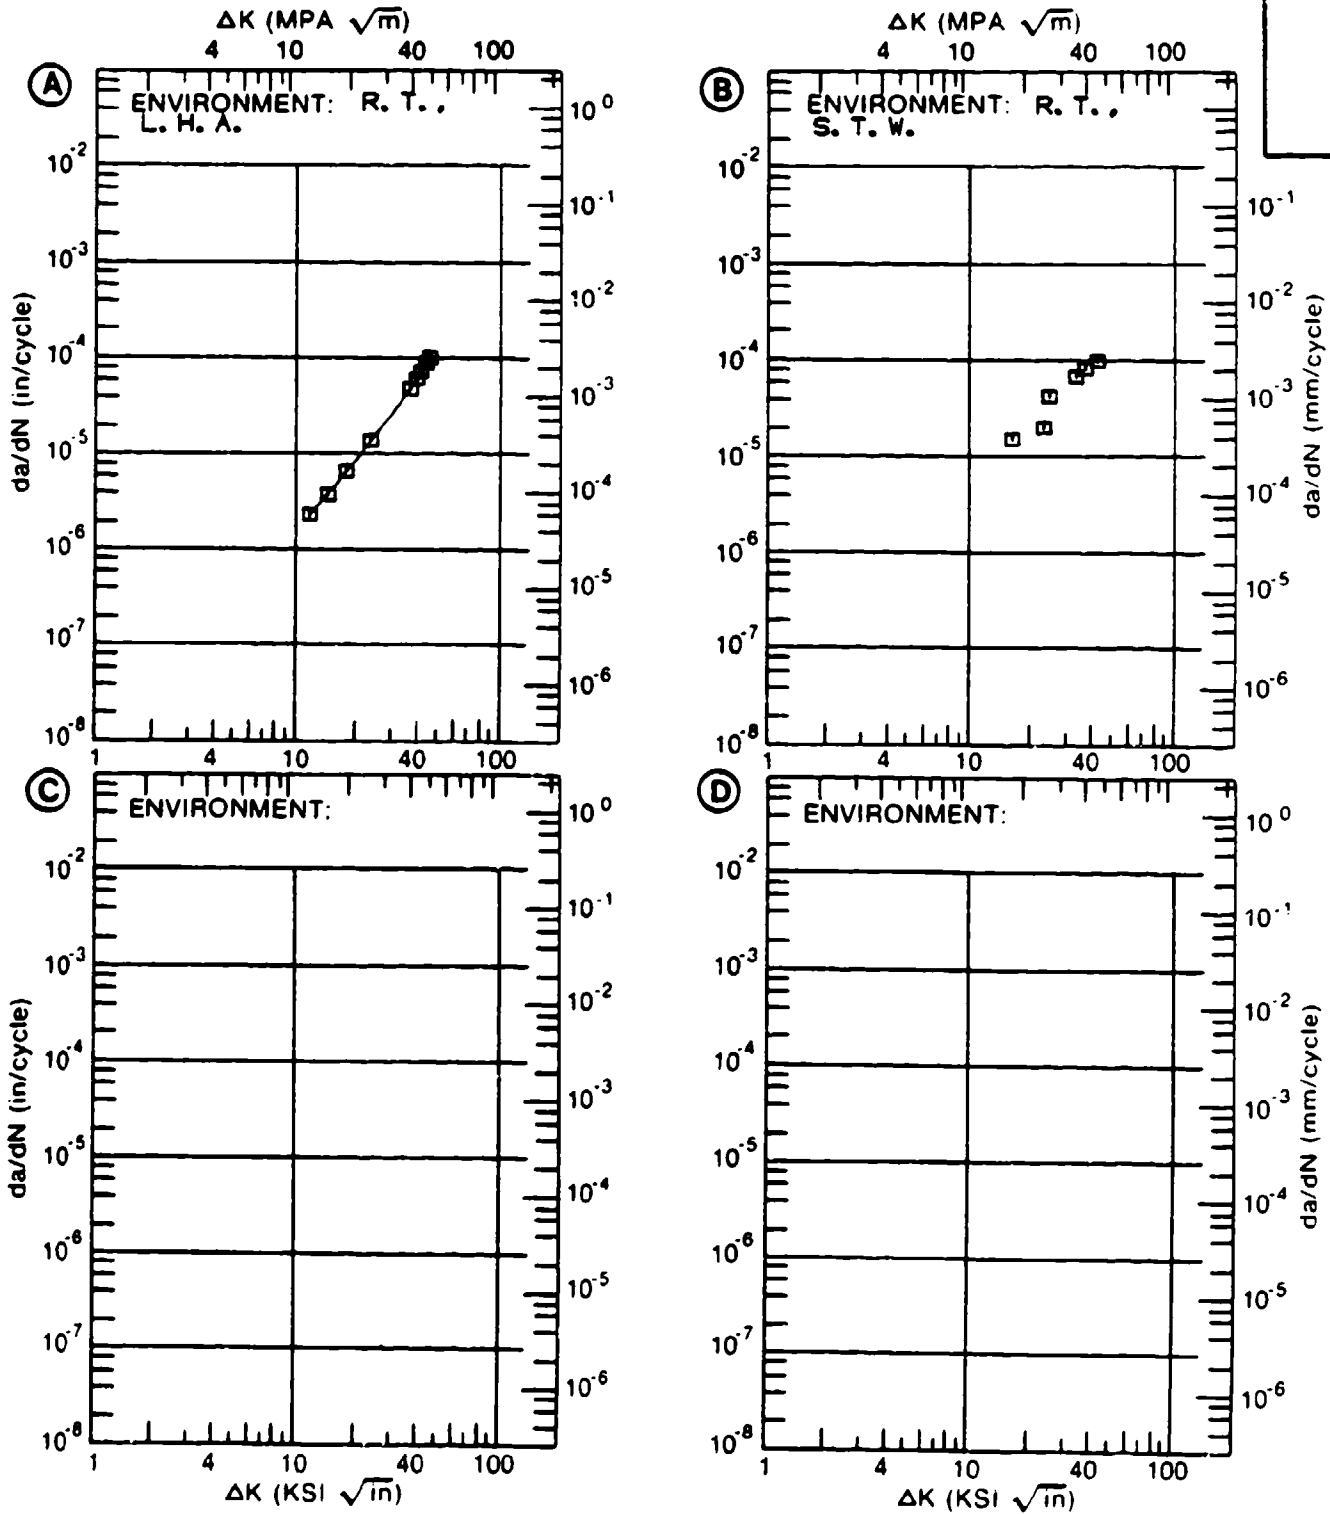 ΔK (MPA √m)
4 10 40 100
A
ENVIRONMENT: R. T.,
L. H. A.
10⁰
10⁻²
10⁻¹
10⁻³
10⁻²
10⁻⁴
10⁻³
10⁻⁵
10⁻⁴
10⁻⁶
10⁻⁵
10⁻⁷
10⁻⁶
10⁻⁸
da/dN (in/cycle)
1 4 10 40 100
ΔK (MPA √m)
4 10 40 100
B
ENVIRONMENT: R. T.,
S. T. W.
10⁻²
10⁻¹
10⁻³
10⁻²
10⁻⁴
10⁻³
10⁻⁵
10⁻⁴
10⁻⁶
10⁻⁵
10⁻⁷
10⁻⁶
10⁻⁸
da/dN (mm/cycle)
1 4 10 40 100
C
ENVIRONMENT:
10⁰
10⁻²
10⁻¹
10⁻³
10⁻²
10⁻⁴
10⁻³
10⁻⁵
10⁻⁴
10⁻⁶
10⁻⁵
10⁻⁷
10⁻⁶
10⁻⁸
da/dN (in/cycle)
1 4 10 40 100
ΔK (KSI √in)
D
ENVIRONMENT:
10⁰
10⁻²
10⁻¹
10⁻³
10⁻²
10⁻⁴
10⁻³
10⁻⁵
10⁻⁴
10⁻⁶
10⁻⁵
10⁻⁷
10⁻⁶
10⁻⁸
da/dN (mm/cycle)
1 4 10 40 100
ΔK (KSI √in)